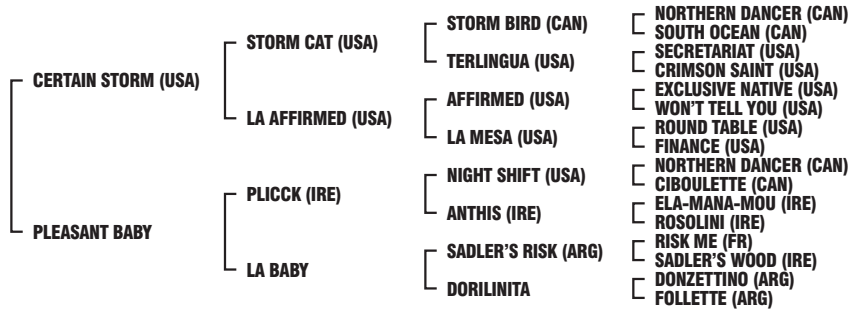 CERTAIN STORM (USA)
PLEASANT BABY
STORM CAT (USA)
LA AFFIRMED (USA)
PLICCK (IRE)
LA BABY
STORM BIRD (CAN)
TERLINGUA (USA)
AFFIRMED (USA)
LA MESA (USA)
NIGHT SHIFT (USA)
ANTHIS (IRE)
SADLER'S RISK (ARG)
DORILINITA
NORTHERN DANCER (CAN)
SOUTH OCEAN (CAN)
SECRETARIAT (USA)
CRIMSON SAINT (USA)
EXCLUSIVE NATIVE (USA)
WON'T TELL YOU (USA)
ROUND TABLE (USA)
FINANCE (USA)
NORTHERN DANCER (CAN)
CIBOULETTE (CAN)
ELA-MANA-MOU (IRE)
ROSOLINI (IRE)
RISK ME (FR)
SADLER'S WOOD (IRE)
DONZETTINO (ARG)
FOLLETTE (ARG)